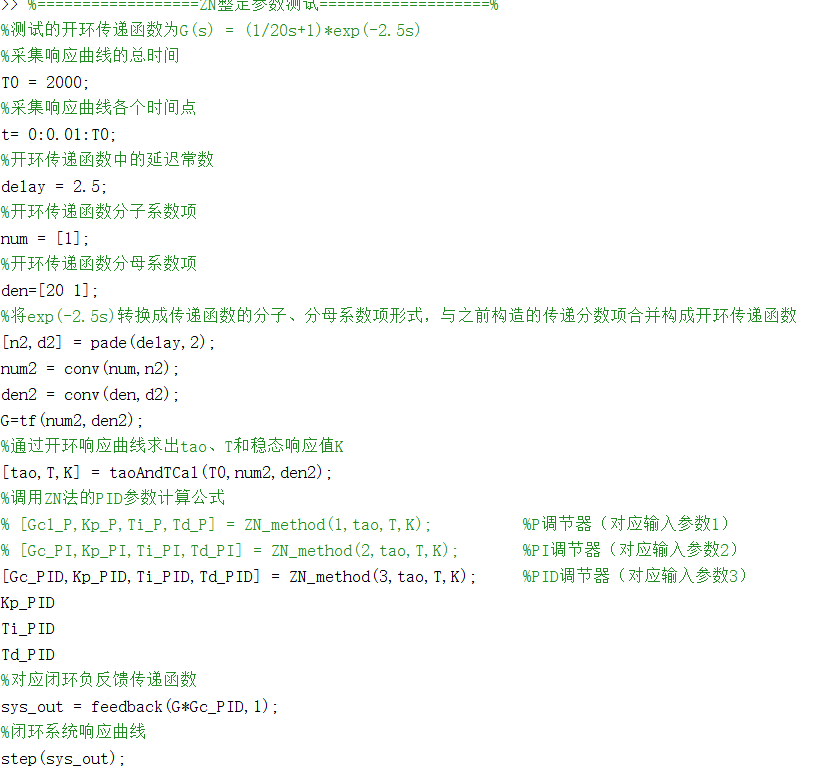 >> %==================ZN整定参数测试===================%
%测试的开环传递函数为G(s) = (1/20s+1)*exp(-2.5s)
%采集响应曲线的总时间
T0 = 2000;
%采集响应曲线各个时间点
t= 0:0.01:T0;
%开环传递函数中的延迟常数
delay = 2.5;
%开环传递函数分子系数项
num = [1];
%开环传递函数分母系数项
den=[20 1];
%将exp(-2.5s)转换成传递函数的分子、分母系数项形式，与之前构造的传递分数项合并构成开环传递函数
[n2,d2] = pade(delay,2);
num2 = conv(num,n2);
den2 = conv(den,d2);
G=tf(num2,den2);
%通过开环响应曲线求出tao、T和稳态响应值K
[tao,T,K] = taoAndTCal(T0,num2,den2);
%调用ZN法的PID参数计算公式
% [Gc1_P,Kp_P,Ti_P,Td_P] = ZN_method(1,tao,T,K); %P调节器（对应输入参数1）
% [Gc_PI,Kp_PI,Ti_PI,Td_PI] = ZN_method(2,tao,T,K); %PI调节器（对应输入参数2）
[Gc_PID,Kp_PID,Ti_PID,Td_PID] = ZN_method(3,tao,T,K); %PID调节器（对应输入参数3）
Kp_PID
Ti_PID
Td_PID
%对应闭环负反馈传递函数
sys_out = feedback(G*Gc_PID,1);
%闭环系统响应曲线
step(sys_out);